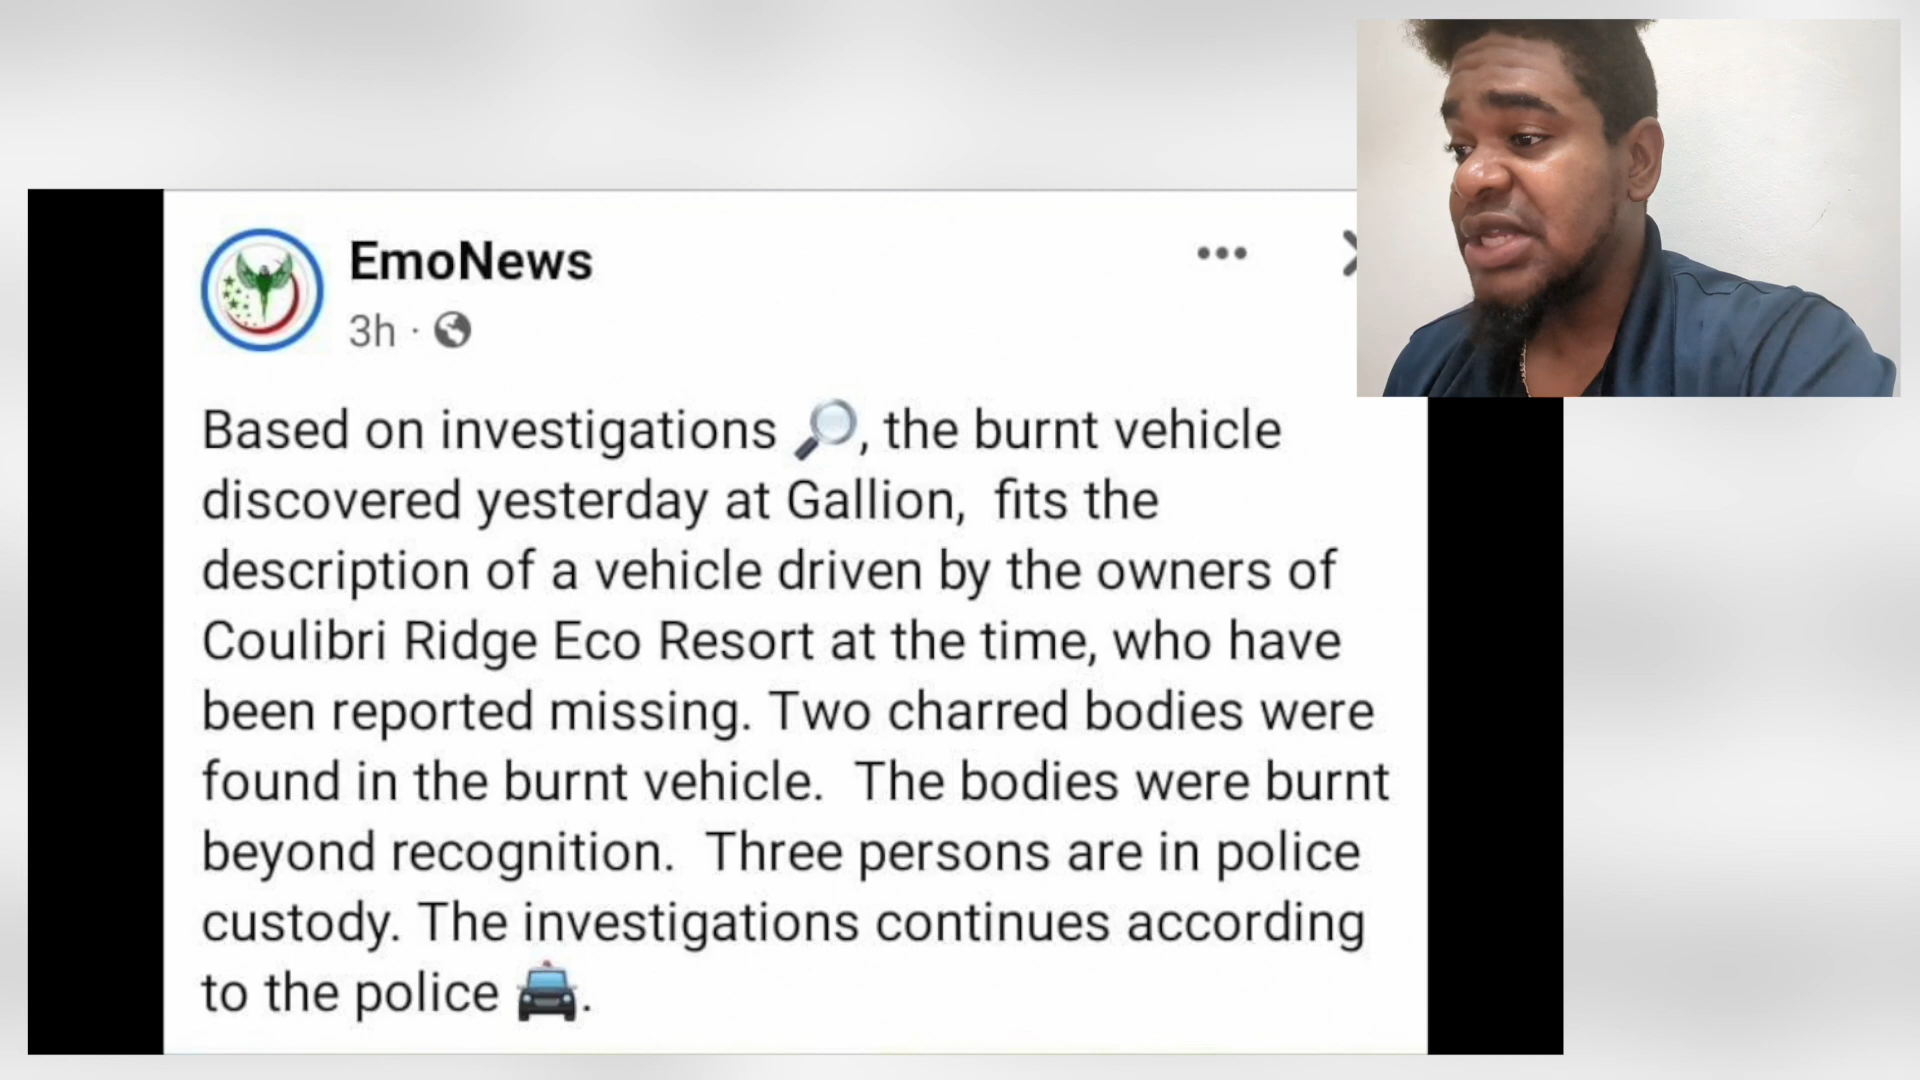 EmoNews
3h ·
Based on investigations 🔎, the burnt vehicle
discovered yesterday at Gallion, fits the
description of a vehicle driven by the owners of
Coulibri Ridge Eco Resort at the time, who have
been reported missing. Two charred bodies were
found in the burnt vehicle. The bodies were burnt
beyond recognition. Three persons are in police
custody. The investigations continues according
to the police 🚔.